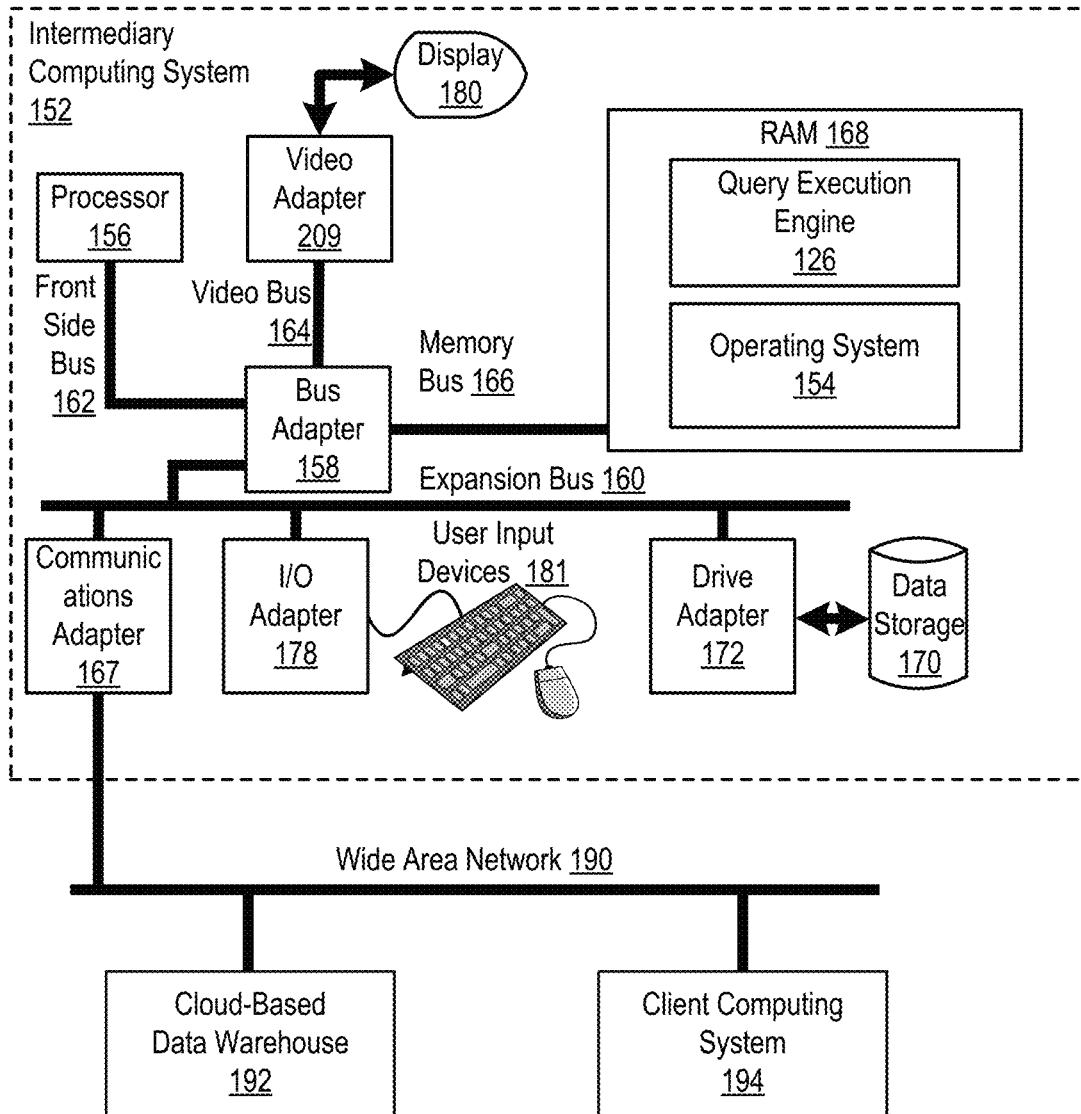 Intermediary
Computing System
152
Display
180
Video
Adapter
209
Processor
156
RAM 168
Query Execution
Engine
126
Operating System
154
Front
Side
Bus
162
Video Bus
164
Memory
Bus 166
Bus
Adapter
158
Expansion Bus 160
Communic
ations
Adapter
167
I/O
Adapter
178
User Input
Devices 181
Drive
Adapter
172
Data
Storage
170
Wide Area Network 190
Cloud-Based
Data Warehouse
192
Client Computing
System
194